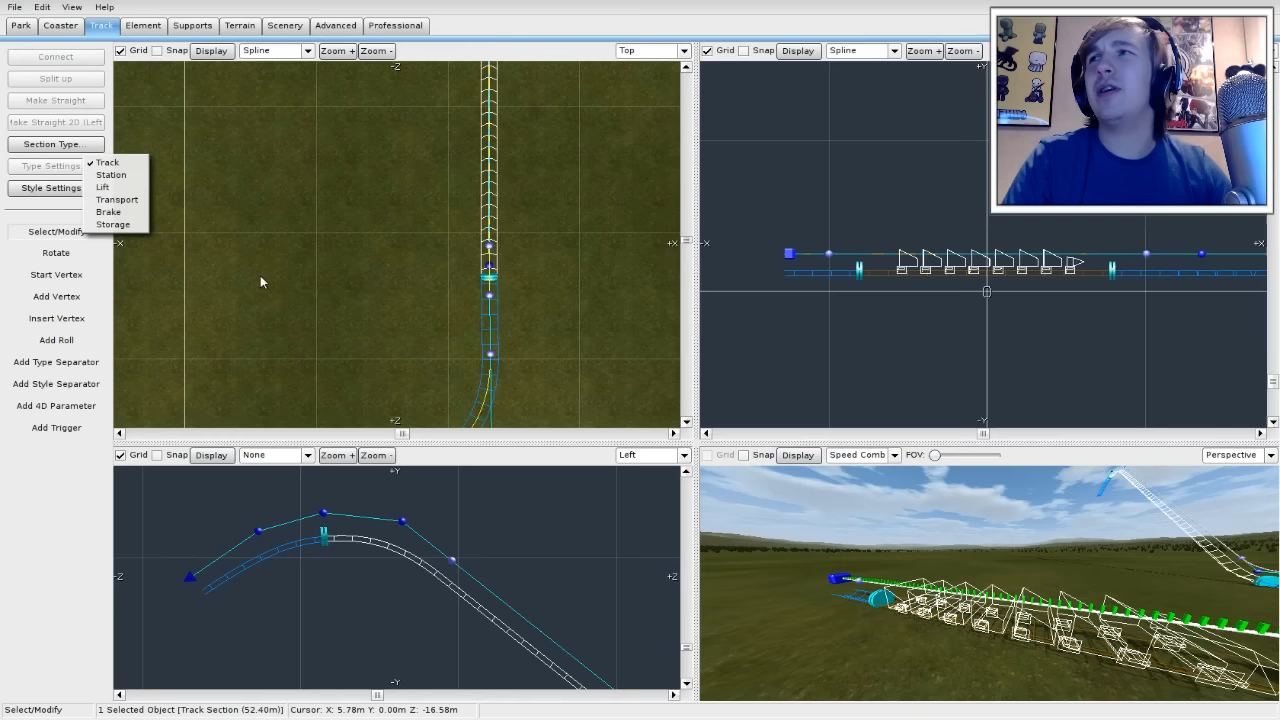 File Edit View Help
Park Coaster Track Element Supports Terrain Scenery Advanced Professional
Connect
Split up
Make Straight
Make Straight 2D (Left
Section Type...
Type Settings
Style Settings
Track
Station
Lift
Transport
Brake
Storage
Select/Modify
Rotate
Start Vertex
Add Vertex
Insert Vertex
Add Roll
Add Type Separator
Add Style Separator
Add 4D Parameter
Add Trigger
Grid Snap Display Spline Zoom + Zoom - Top
-Z
-X +X
+Z
Grid Snap Display Spline Zoom + Zoom -
+Y
-X +X
-Y
Grid Snap Display None Zoom + Zoom - Left
+Y
-Z +Z
-Y
Grid Snap Display Speed Comb FOV: Perspective
Select/Modify 1 Selected Object [Track Section (52.40m)] Cursor: X: 5.78m Y: 0.00m Z: -16.58m